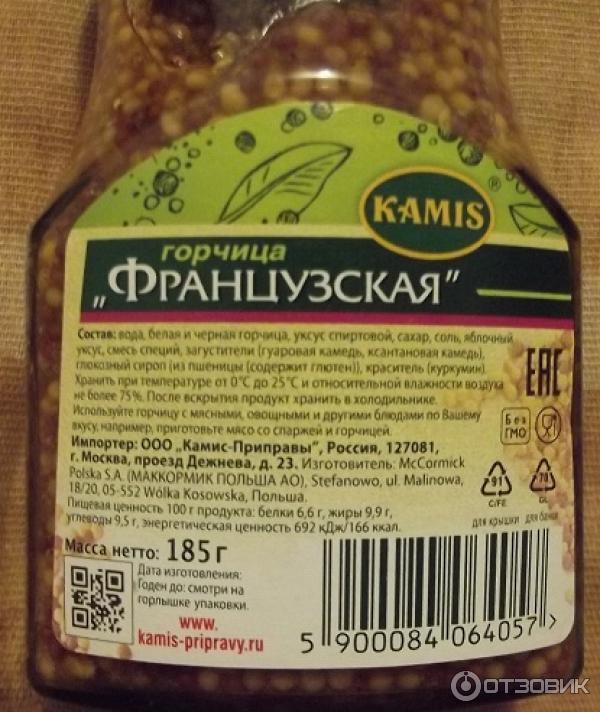 KAMIS ®
горчица
„Французская"
Состав: вода, белая и черная горчица, уксус спиртовой, сахар, соль, яблочный
уксус, смесь специй, загустители (гуаровая камедь, ксантановая камедь),
глюкозный сироп (из пшеницы (содержит глютен)), краситель (куркумин).
Хранить при температуре от 0°С до 25°С и относительной влажности воздуха
не более 75%. После вскрытия продукт хранить в холодильнике.
Используйте горчицу с мясными, овощными и другими блюдами по Вашему
вкусу, например, приготовьте мясо со спаржей и горчицей.
Импортер: ООО „Камис-Приправы", Россия, 127081,
г. Москва, проезд Дежнева, д. 23. Изготовитель: McCormick
Polska S.A. (МАККОРМИК ПОЛЬША АО), Stefanowo, ul. Malinowa,
18/20, 05-552 Wólka Kosowska, Польша.
Пищевая ценность 100 г продукта: белки 6,6 г, жиры 9,9 г,
углеводы 9,5 г, энергетическая ценность 692 кДж/166 ккал.
EAC
Без
ГМО
91
C/FE
70
GL
для крышки для банки
Масса нетто: 185 г
Дата изготовления:
Годен до: смотри на
горлышке упаковки.
www.
kamis-pripravy.ru
5 900084 064057 >
ОТЗОВИК